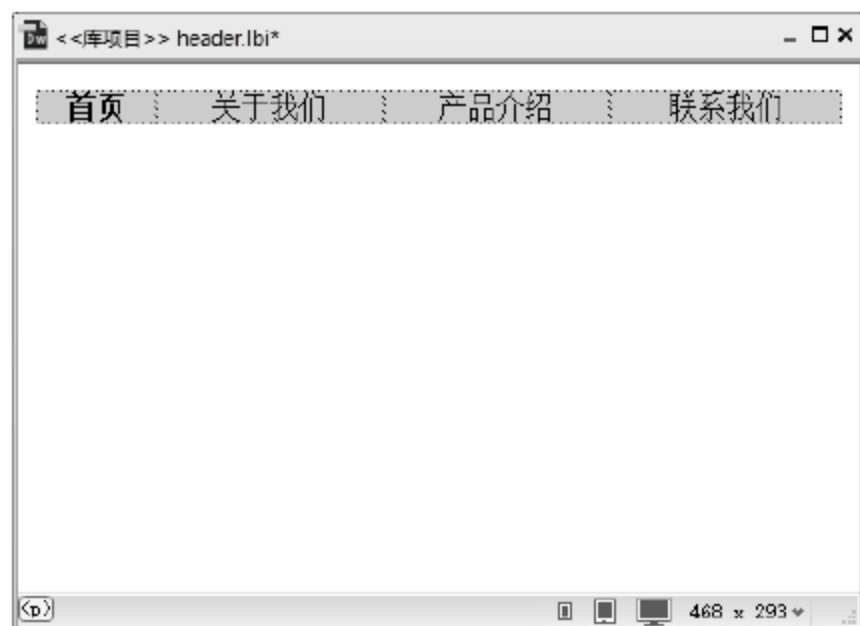 <<库项目>> header.lbi*
首页 关于我们 产品介绍 联系我们
<p> 468 x 293